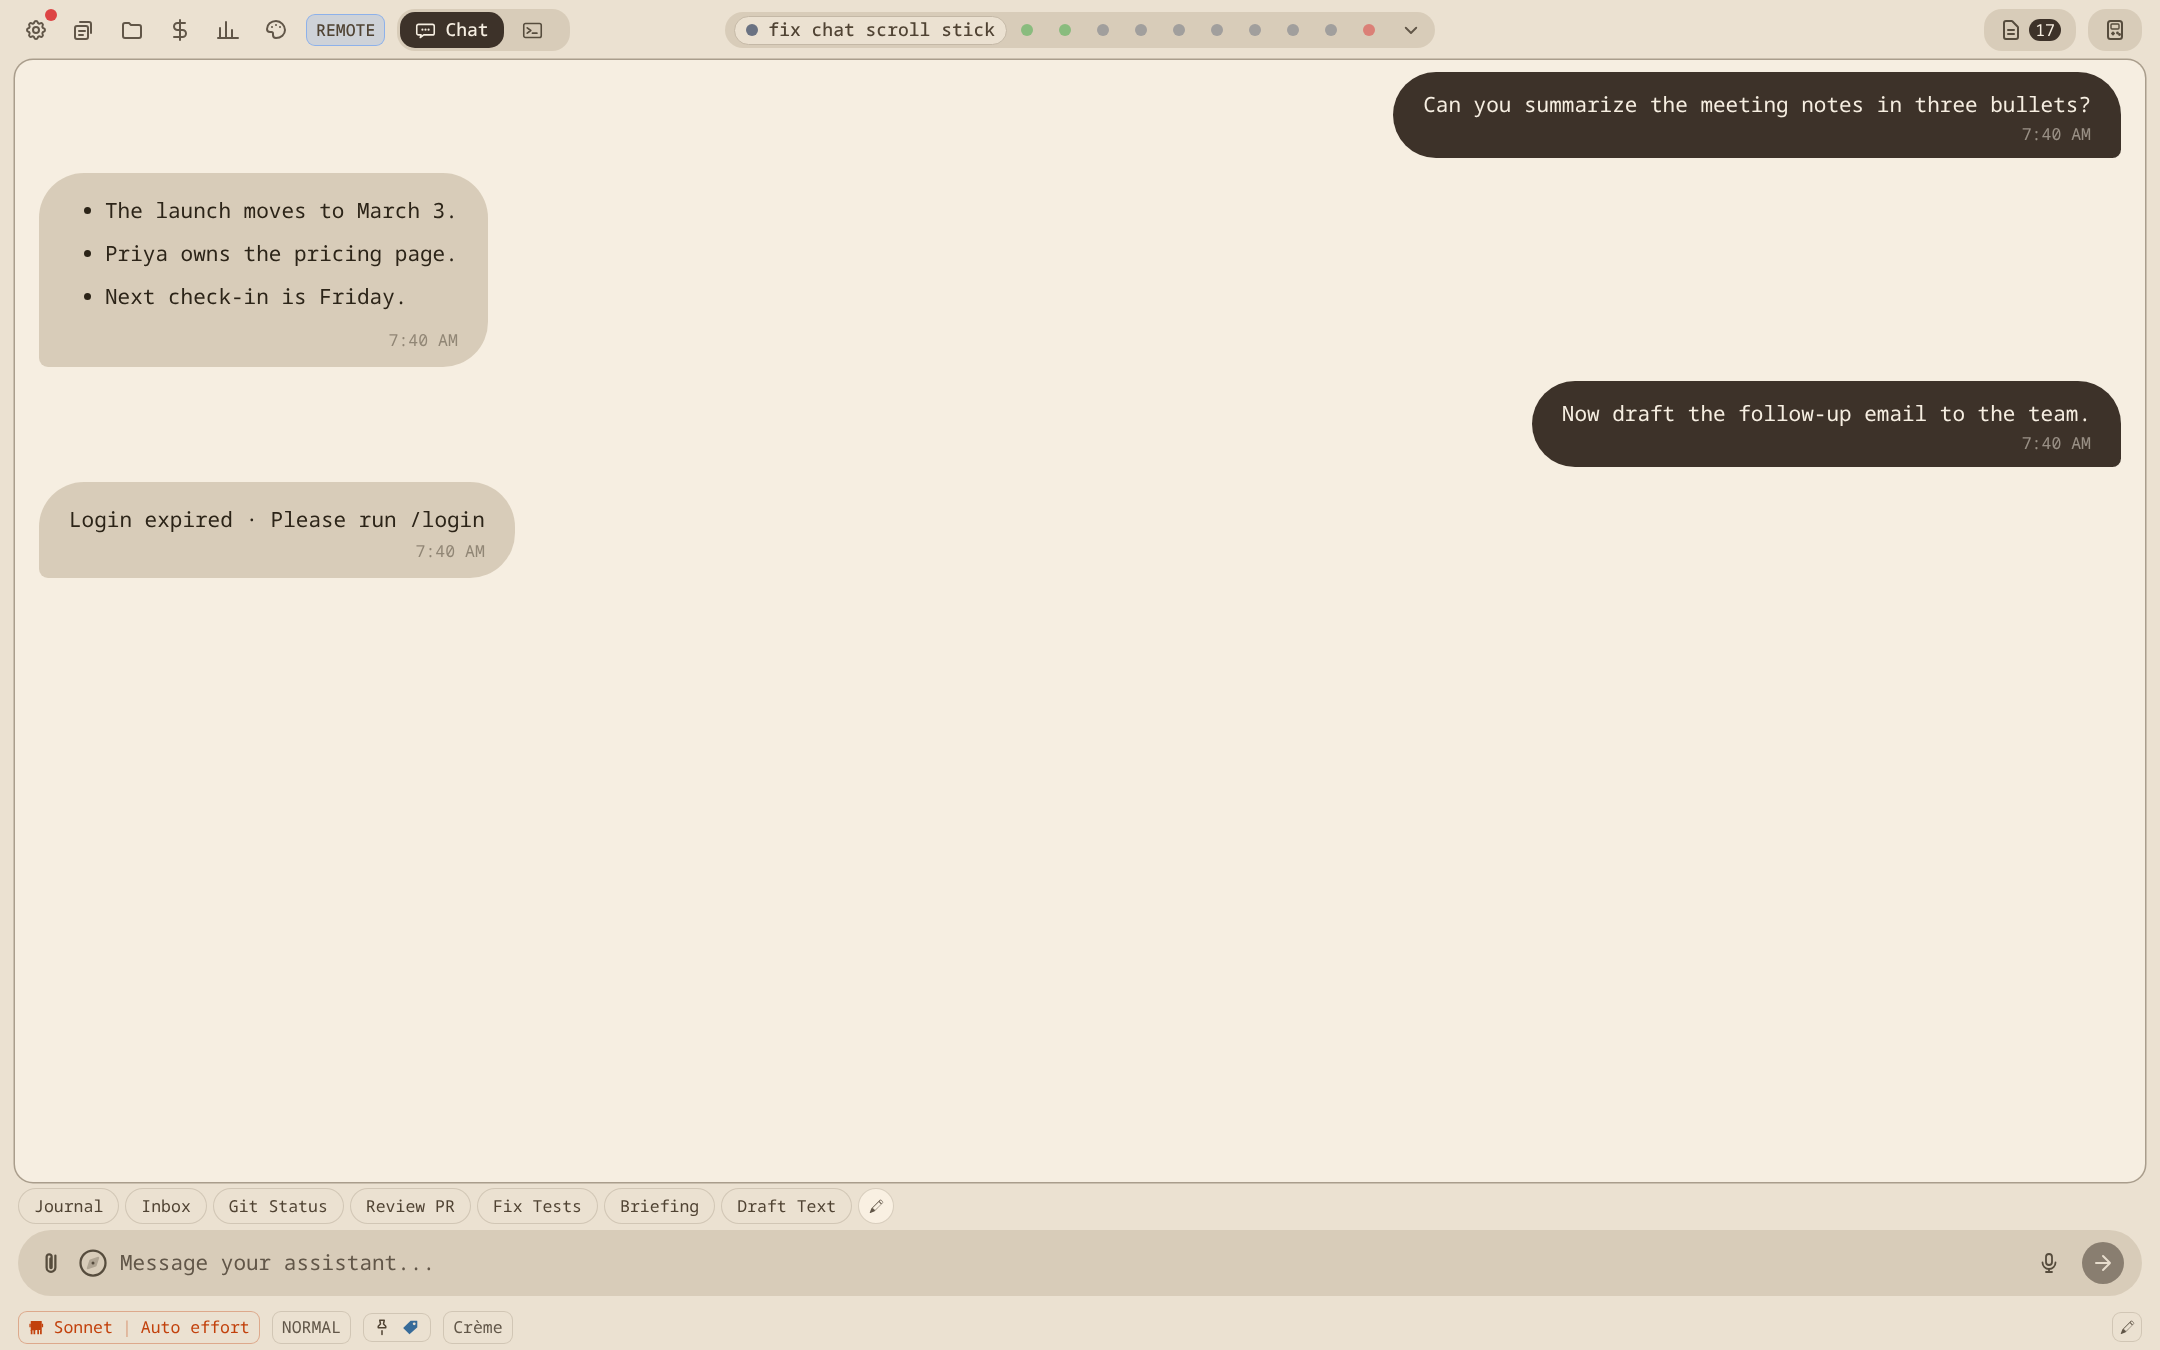 REMOTE
Chat
fix chat scroll stick
17
Can you summarize the meeting notes in three bullets?
7:40 AM
• The launch moves to March 3.
• Priya owns the pricing page.
• Next check-in is Friday.
7:40 AM
Now draft the follow-up email to the team.
7:40 AM
Login expired · Please run /login
7:40 AM
Journal
Inbox
Git Status
Review PR
Fix Tests
Briefing
Draft Text
Message your assistant...
Sonnet | Auto effort
NORMAL
Crème